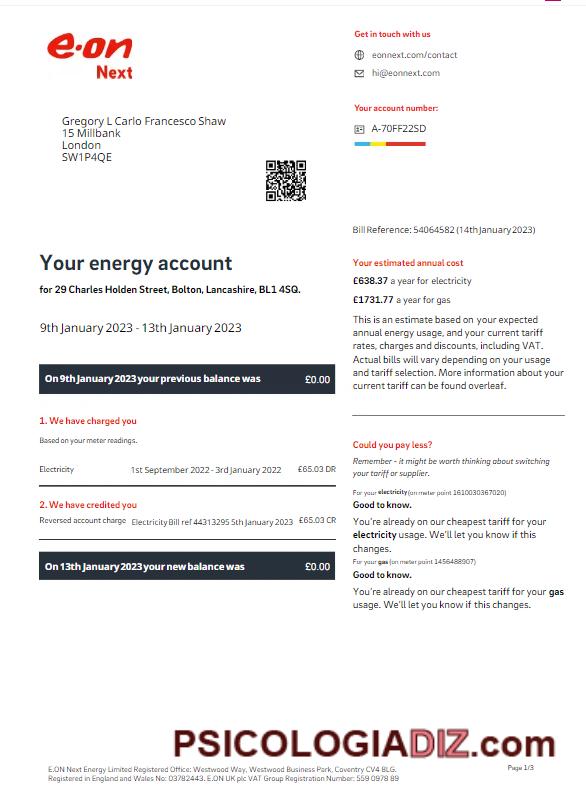 e·on
Next
Get in touch with us
eonnext.com/contact
hi@eonnext.com
Your account number:
A-70FF22SD
Gregory L Carlo Francesco Shaw
15 Millbank
London
SW1P4QE
Bill Reference: 54064582 (14th January 2023)
Your energy account
for 29 Charles Holden Street, Bolton, Lancashire, BL1 4SQ.
9th January 2023 - 13th January 2023
On 9th January 2023 your previous balance was £0.00
1. We have charged you
Based on your meter readings.
Electricity 1st September 2022 - 3rd January 2022 £65.03 DR
2. We have credited you
Reversed account charge Electricity Bill ref 44313295 5th January 2023 £65.03 CR
On 13th January 2023 your new balance was £0.00
Your estimated annual cost
£638.37 a year for electricity
£1731.77 a year for gas
This is an estimate based on your expected
annual energy usage, and your current tariff
rates, charges and discounts, including VAT.
Actual bills will vary depending on your usage
and tariff selection. More information about your
current tariff can be found overleaf.
Could you pay less?
Remember - it might be worth thinking about switching
your tariff or supplier.
For your electricity (on meter point 1610030367020)
Good to know.
You're already on our cheapest tariff for your
electricity usage. We'll let you know if this
changes.
For your gas (on meter point 1456488907)
Good to know.
You're already on our cheapest tariff for your gas
usage. We'll let you know if this changes.
PSICOLOGIADIZ.com
E.ON Next Energy Limited Registered Office: Westwood Way, Westwood Business Park, Coventry CV4 8LG.
Registered in England and Wales No: 03782443. E.ON UK plc VAT Group Registration Number: 559 0978 89
Page 1/3